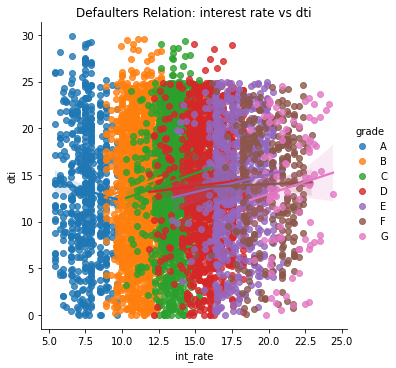 Defaulters Relation: interest rate vs dti
30
25
20
15
10
5
0
dti
5.0 7.5 10.0 12.5 15.0 17.5 20.0 22.5 25.0
int_rate
grade
A
B
C
D
E
F
G